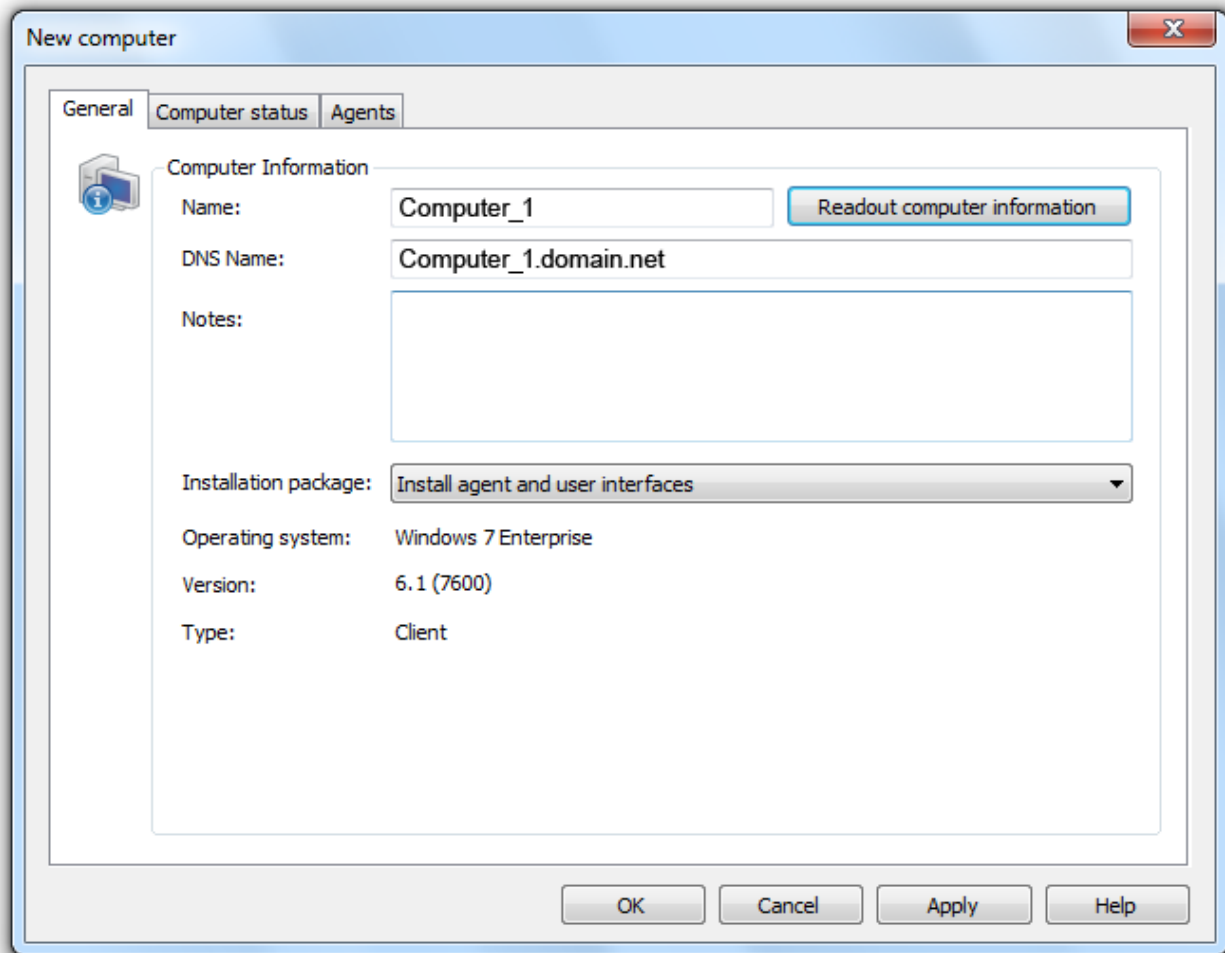 New computer
General Computer status Agents
Computer Information
Name: Computer_1 Readout computer information
DNS Name: Computer_1.domain.net
Notes:
Installation package: Install agent and user interfaces
Operating system: Windows 7 Enterprise
Version: 6.1 (7600)
Type: Client
OK Cancel Apply Help